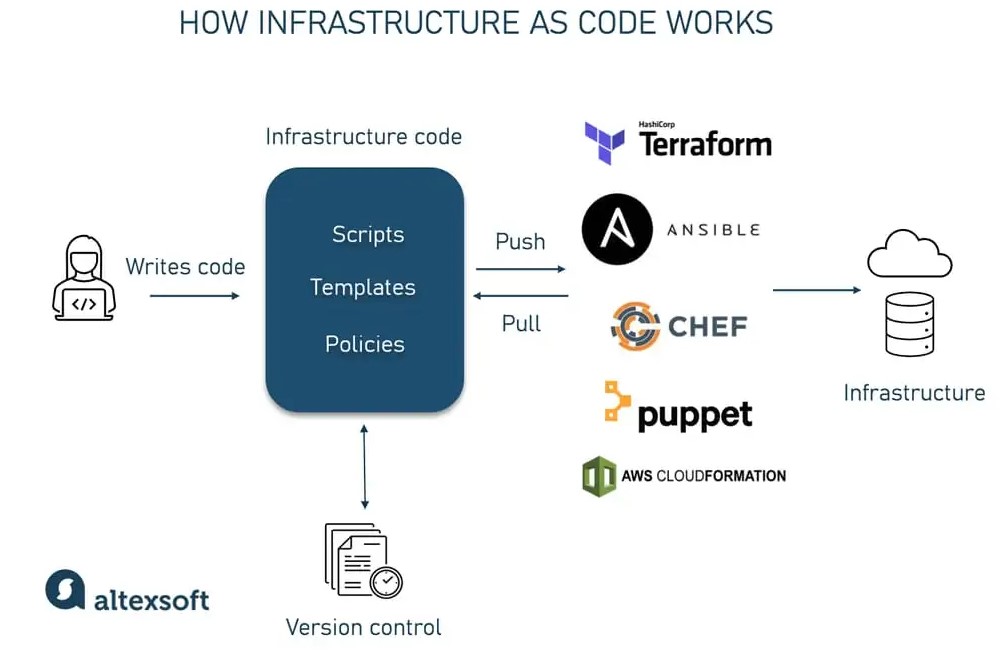 HOW INFRASTRUCTURE AS CODE WORKS
Infrastructure code
Scripts
Templates
Policies
Writes code
</>
Push
Pull
HashiCorp
Terraform
ANSIBLE
CHEF
puppet
AWS CLOUDFORMATION
Infrastructure
Version control
altexsoft